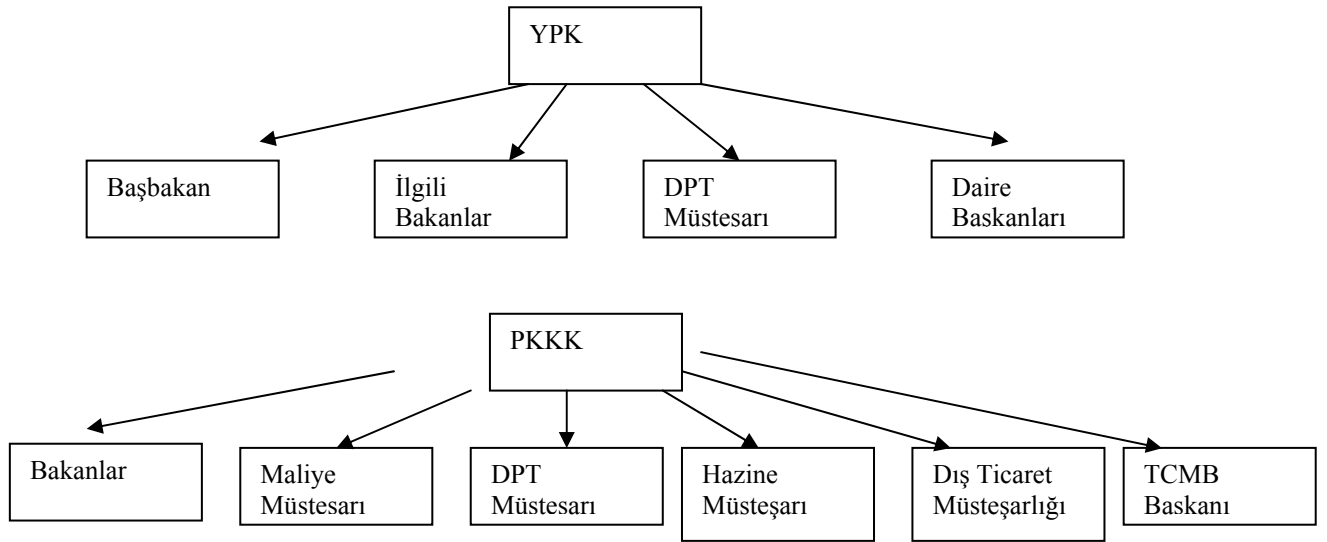 YPK
Başbakan
İlgili
Bakanlar
DPT
Müstesarı
Daire
Baskanları
PKKK
Bakanlar
Maliye
Müstesarı
DPT
Müstesarı
Hazine
Müsteşarı
Dış Ticaret
Müsteşarlığı
TCMB
Baskanı